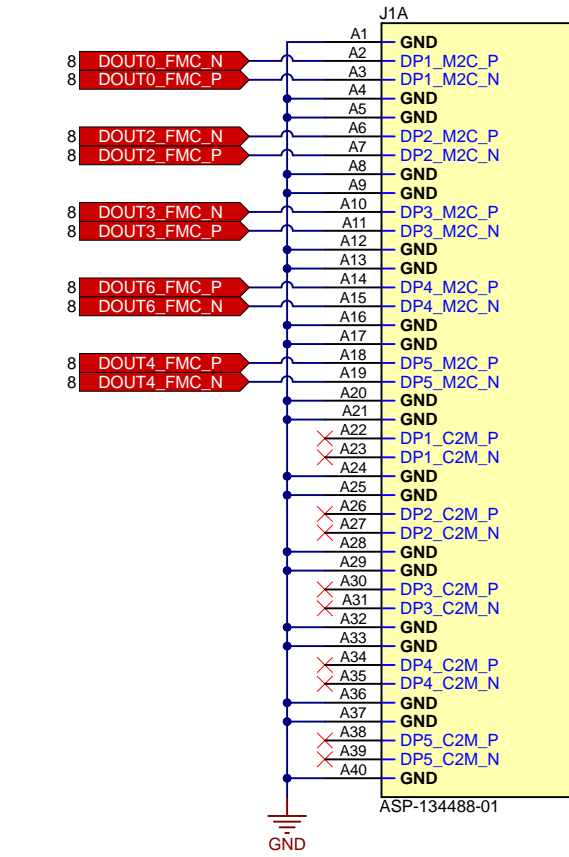 J1A
A1 GND
8 DOUT0_FMC_N A2 DP1_M2C_P
8 DOUT0_FMC_P A3 DP1_M2C_N
A4 GND
A5 GND
8 DOUT2_FMC_N A6 DP2_M2C_P
8 DOUT2_FMC_P A7 DP2_M2C_N
A8 GND
A9 GND
8 DOUT3_FMC_N A10 DP3_M2C_P
8 DOUT3_FMC_P A11 DP3_M2C_N
A12 GND
A13 GND
8 DOUT6_FMC_P A14 DP4_M2C_P
8 DOUT6_FMC_N A15 DP4_M2C_N
A16 GND
A17 GND
8 DOUT4_FMC_P A18 DP5_M2C_P
8 DOUT4_FMC_N A19 DP5_M2C_N
A20 GND
A21 GND
A22 DP1_C2M_P
A23 DP1_C2M_N
A24 GND
A25 GND
A26 DP2_C2M_P
A27 DP2_C2M_N
A28 GND
A29 GND
A30 DP3_C2M_P
A31 DP3_C2M_N
A32 GND
A33 GND
A34 DP4_C2M_P
A35 DP4_C2M_N
A36 GND
A37 GND
A38 DP5_C2M_P
A39 DP5_C2M_N
A40 GND
ASP-134488-01
GND